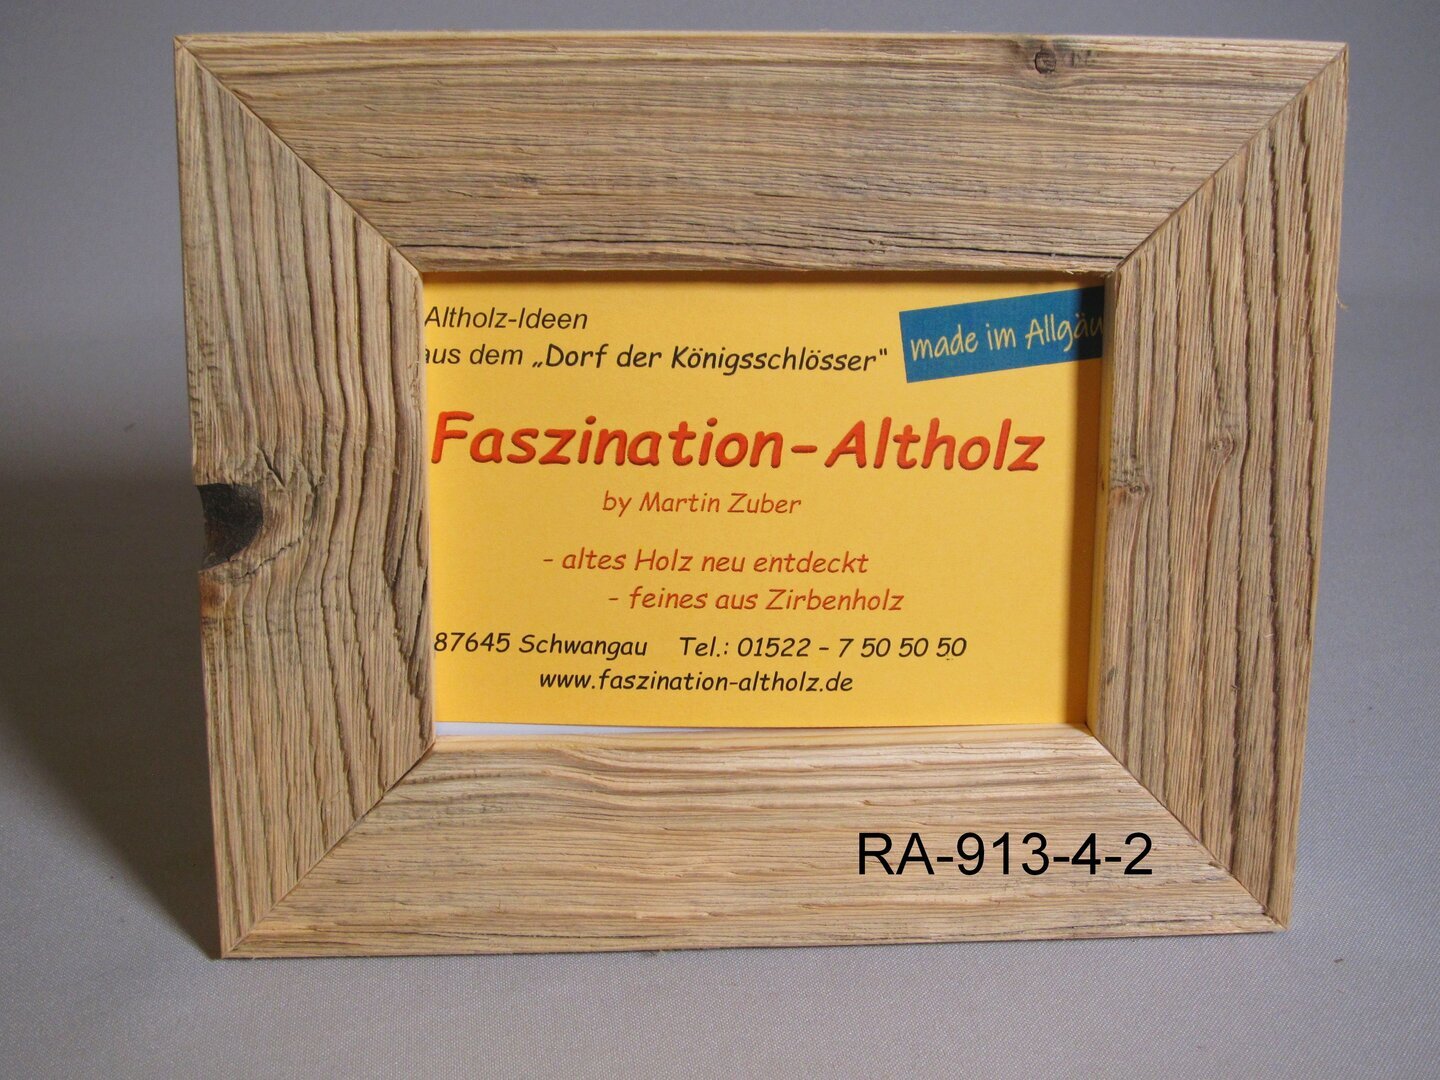 Altholz-Ideen
aus dem „Dorf der Königsschlösser"
made im Allgäu
Faszination-Altholz
by Martin Zuber
- altes Holz neu entdeckt
- feines aus Zirbenholz
87645 Schwangau Tel.: 01522 – 7 50 50 50
www.faszination-altholz.de
RA-913-4-2